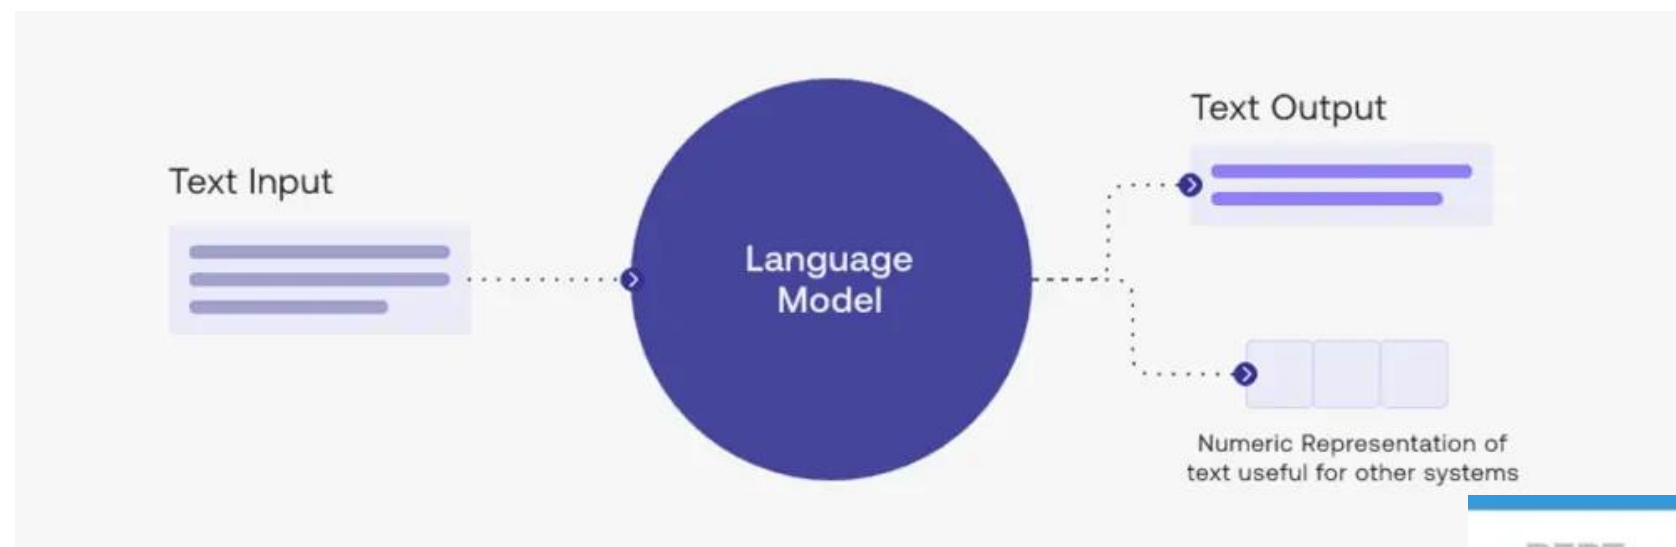 Text Input
Language
Model
Text Output
Numeric Representation of
text useful for other systems